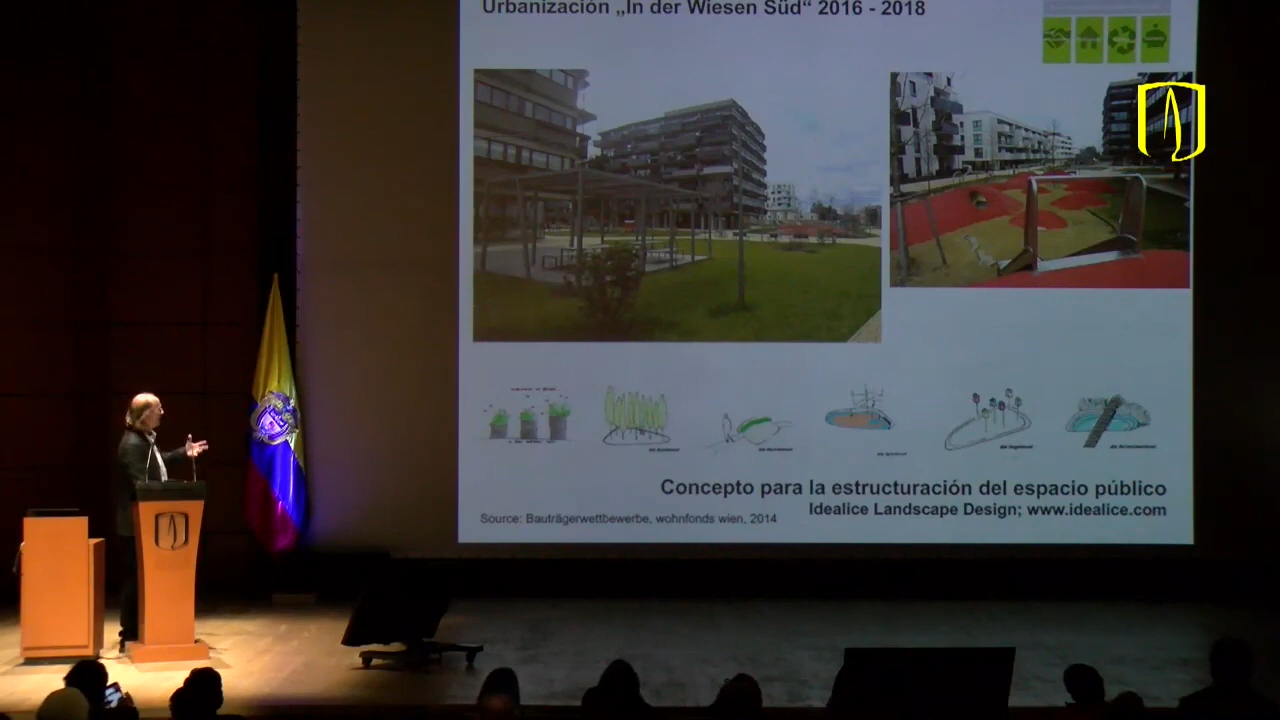 Urbanización „In der Wiesen Süd“ 2016 - 2018
Concepto para la estructuración del espacio público
Idealice Landscape Design; www.idealice.com
Source: Bauträgerwettbewerbe, wohnfonds wien, 2014